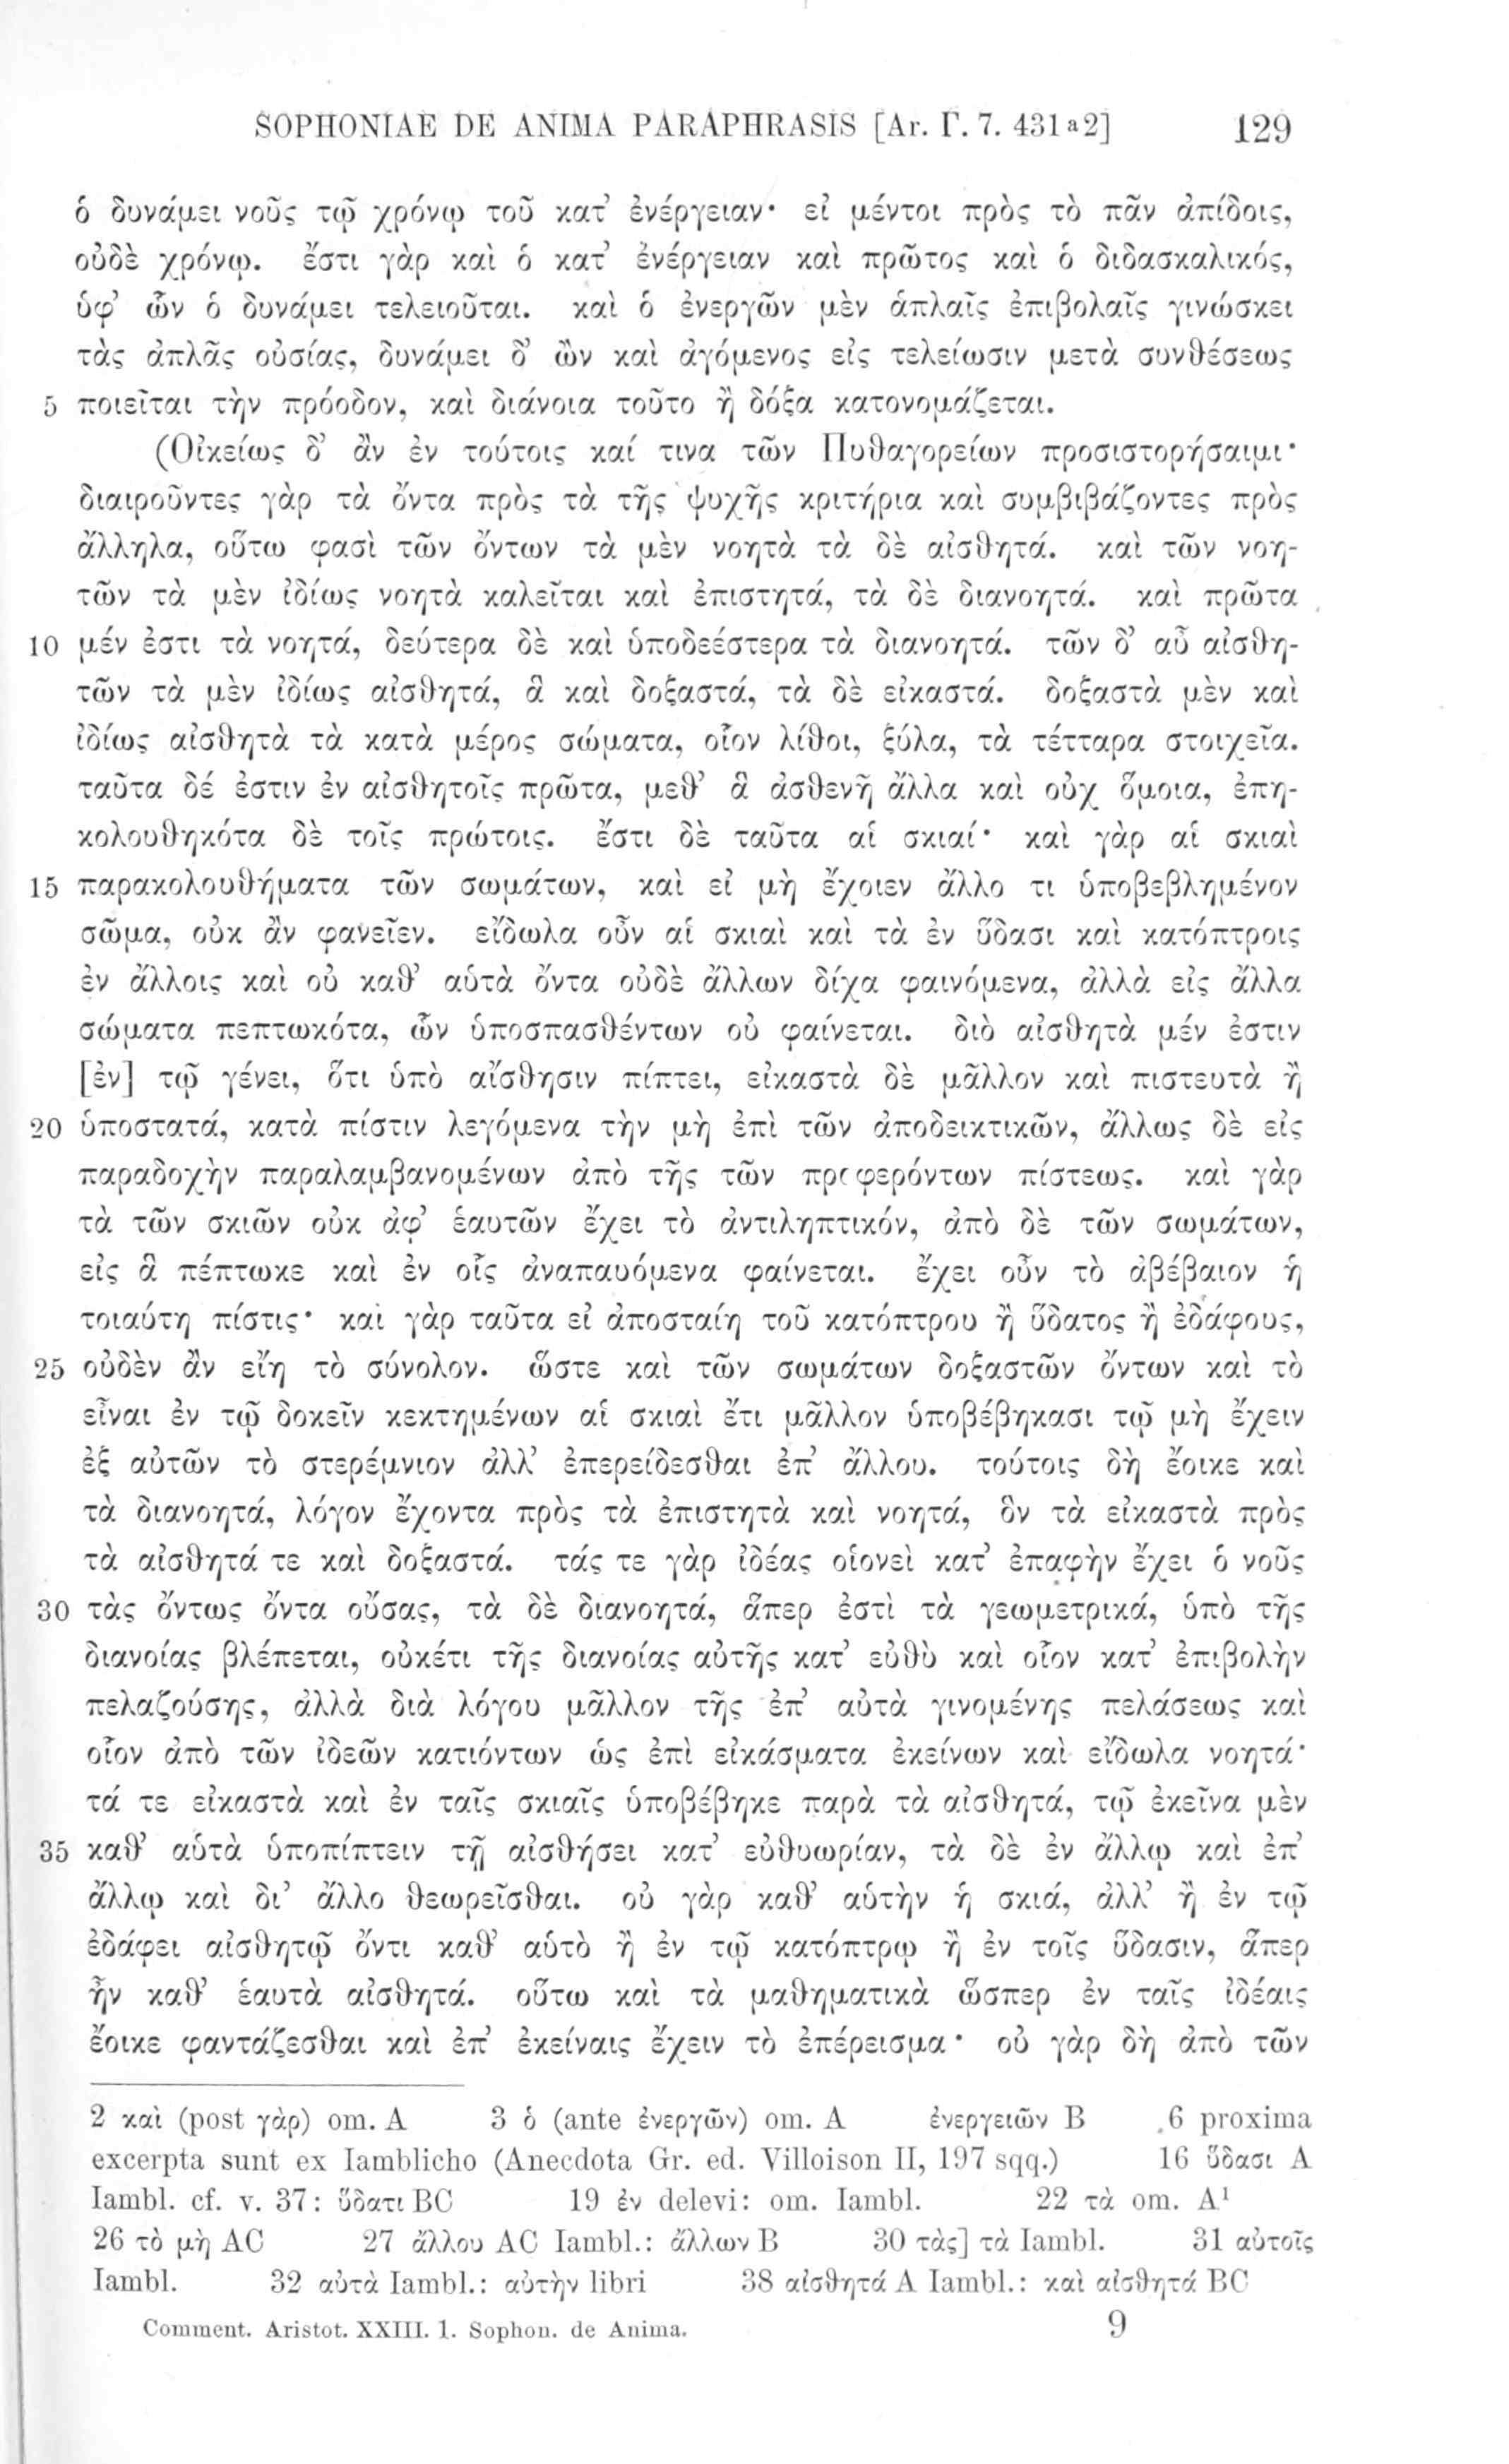 SOPHONIAE DE ANIMA PARAPHRASIS [Ar. Γ. 7. 431ᵃ2] 129
ὁ δυνάμει νοῦς τῷ χρόνῳ τοῦ κατ’ ἐνέργειαν· εἰ μέντοι πρὸς τὸ πᾶν ἀπίδοις,
οὐδὲ χρόνῳ. ἔστι γὰρ καὶ ὁ κατ’ ἐνέργειαν καὶ πρῶτος καὶ ὁ διδασκαλικός,
ὑφ’ ὧν ὁ δυνάμει τελειοῦται. καὶ ὁ ἐνεργῶν μὲν ἁπλαῖς ἐπιβολαῖς γινώσκει
τὰς ἁπλᾶς οὐσίας, δυνάμει δ’ ὢν καὶ ἀγόμενος εἰς τελείωσιν μετὰ συνθέσεως
5 ποιεῖται τὴν πρόοδον, καὶ διάνοια τοῦτο ἢ δόξα κατονομάζεται.
(Οἰκείως δ’ ἂν ἐν τούτοις καί τινα τῶν Πυθαγορείων προσιστορήσαιμι·
διαιροῦντες γὰρ τὰ ὄντα πρὸς τὰ τῆς ψυχῆς κριτήρια καὶ συμβιβάζοντες πρὸς
ἄλληλα, οὕτω φασὶ τῶν ὄντων τὰ μὲν νοητὰ τὰ δὲ αἰσθητά. καὶ τῶν νοη-
τῶν τὰ μὲν ἰδίως νοητὰ καλεῖται καὶ ἐπιστητά, τὰ δὲ διανοητά. καὶ πρῶτα
10 μέν ἐστι τὰ νοητά, δεύτερα δὲ καὶ ὑποδεέστερα τὰ διανοητά. τῶν δ’ αὖ αἰσθη-
τῶν τὰ μὲν ἰδίως αἰσθητά, ἃ καὶ δοξαστά, τὰ δὲ εἰκαστά. δοξαστὰ μὲν καὶ
ἰδίως αἰσθητὰ τὰ κατὰ μέρος σώματα, οἷον λίθοι, ξύλα, τὰ τέτταρα στοιχεῖα.
ταῦτα δέ ἐστιν ἐν αἰσθητοῖς πρῶτα, μεθ’ ἃ ἀσθενῆ ἄλλα καὶ οὐχ ὅμοια, ἐπη-
κολουθηκότα δὲ τοῖς πρώτοις. ἔστι δὲ ταῦτα αἱ σκιαί· καὶ γὰρ αἱ σκιαὶ
15 παρακολουθήματα τῶν σωμάτων, καὶ εἰ μὴ ἔχοιεν ἄλλο τι ὑποβεβλημένον
σῶμα, οὐκ ἂν φανεῖεν. εἴδωλα οὖν αἱ σκιαὶ καὶ τὰ ἐν ὕδασι καὶ κατόπτροις
ἐν ἄλλοις καὶ οὐ καθ’ αὑτὰ ὄντα οὐδὲ ἄλλων δίχα φαινόμενα, ἀλλὰ εἰς ἄλλα
σώματα πεπτωκότα, ὧν ὑποσπασθέντων οὐ φαίνεται. διὸ αἰσθητὰ μέν ἐστιν
[ἐν] τῷ γένει, ὅτι ὑπὸ αἴσθησιν πίπτει, εἰκαστὰ δὲ μᾶλλον καὶ πιστευτὰ ἢ
20 ὑποστατά, κατὰ πίστιν λεγόμενα τὴν μὴ ἐπὶ τῶν ἀποδεικτικῶν, ἄλλως δὲ εἰς
παραδοχὴν παραλαμβανομένων ἀπὸ τῆς τῶν προφερόντων πίστεως. καὶ γὰρ
τὰ τῶν σκιῶν οὐκ ἀφ’ ἑαυτῶν ἔχει τὸ ἀντιληπτικόν, ἀπὸ δὲ τῶν σωμάτων,
εἰς ἃ πέπτωκε καὶ ἐν οἷς ἀναπαυόμενα φαίνεται. ἔχει οὖν τὸ ἀβέβαιον ἡ
τοιαύτη πίστις· καὶ γὰρ ταῦτα εἰ ἀποσταίη τοῦ κατόπτρου ἢ ὕδατος ἢ ἐδάφους,
25 οὐδὲν ἂν εἴη τὸ σύνολον. ὥστε καὶ τῶν σωμάτων δοξαστῶν ὄντων καὶ τὸ
εἶναι ἐν τῷ δοκεῖν κεκτημένων αἱ σκιαὶ ἔτι μᾶλλον ὑποβέβηκασι τῷ μὴ ἔχειν
ἐξ αὐτῶν τὸ στερέμνιον ἀλλ’ ἐπερείδεσθαι ἐπ’ ἄλλου. τούτοις δὴ ἔοικε καὶ
τὰ διανοητά, λόγον ἔχοντα πρὸς τὰ ἐπιστητὰ καὶ νοητά, ὃν τὰ εἰκαστὰ πρὸς
τὰ αἰσθητά τε καὶ δοξαστά. τάς τε γὰρ ἰδέας οἱονεὶ κατ’ ἐπαφὴν ἔχει ὁ νοῦς
30 τὰς ὄντως ὄντα οὔσας, τὰ δὲ διανοητά, ἅπερ ἐστὶ τὰ γεωμετρικά, ὑπὸ τῆς
διανοίας βλέπεται, οὐκέτι τῆς διανοίας αὐτῆς κατ’ εὐθὺ καὶ οἷον κατ’ ἐπιβολὴν
πελαζούσης, ἀλλὰ διὰ λόγου μᾶλλον τῆς ἐπ’ αὐτὰ γινομένης πελάσεως καὶ
οἷον ἀπὸ τῶν ἰδεῶν κατιόντων ὡς ἐπὶ εἰκάσματα ἐκείνων καὶ εἴδωλα νοητά·
τά τε εἰκαστὰ καὶ ἐν ταῖς σκιαῖς ὑποβέβηκε παρὰ τὰ αἰσθητά, τῷ ἐκεῖνα μὲν
35 καθ’ αὑτὰ ὑποπίπτειν τῇ αἰσθήσει κατ’ εὐθυωρίαν, τὰ δὲ ἐν ἄλλῳ καὶ ἐπ’
ἄλλῳ καὶ δι’ ἄλλο θεωρεῖσθαι. οὐ γὰρ καθ’ αὑτὴν ἡ σκιά, ἀλλ’ ἢ ἐν τῷ
ἐδάφει αἰσθητῷ ὄντι καθ’ αὑτὸ ἢ ἐν τῷ κατόπτρῳ ἢ ἐν τοῖς ὕδασιν, ἅπερ
ἦν καθ’ ἑαυτὰ αἰσθητά. οὕτω καὶ τὰ μαθηματικὰ ὥσπερ ἐν ταῖς ἰδέαις
ἔοικε φαντάζεσθαι καὶ ἐπ’ ἐκείναις ἔχειν τὸ ἐπέρεισμα· οὐ γὰρ δὴ ἀπὸ τῶν
2 καὶ (post γὰρ) om. A 3 ὁ (ante ἐνεργῶν) om. A ἐνεργειῶν B 6 proxima
excerpta sunt ex Iamblicho (Anecdota Gr. ed. Villoison II, 197 sqq.) 16 ὕδασι A
Iambl. cf. v. 37: ὕδατι BC 19 ἐν delevi: om. Iambl. 22 τὰ om. A¹
26 τὸ μὴ AC 27 ἄλλου AC Iambl.: ἄλλων B 30 τὰς] τὰ Iambl. 31 αὐτοῖς
Iambl. 32 αὐτὰ Iambl.: αὐτὴν libri 38 αἰσθητά A Iambl.: καὶ αἰσθητά BC
Comment. Aristot. XXIII. 1. Sophon. de Anima. 9